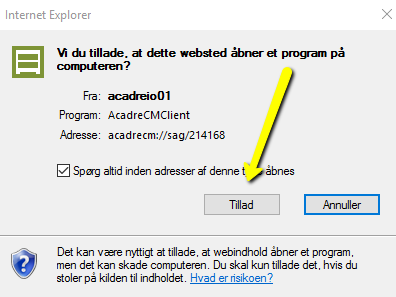 Internet Explorer
Vi du tillade, at dette websted åbner et program på
computeren?
Fra: acadreio01
Program: AcadreCMClient
Adresse: acadrecm://sag/214168
Spørg altid inden adresser af denne t åbnes
Tillad
Annuller
Det kan være nyttigt at tillade, at webindhold åbner et program,
men det kan skade computeren. Du skal kun tillade det, hvis du
stoler på kilden til indholdet. Hvad er risikoen?